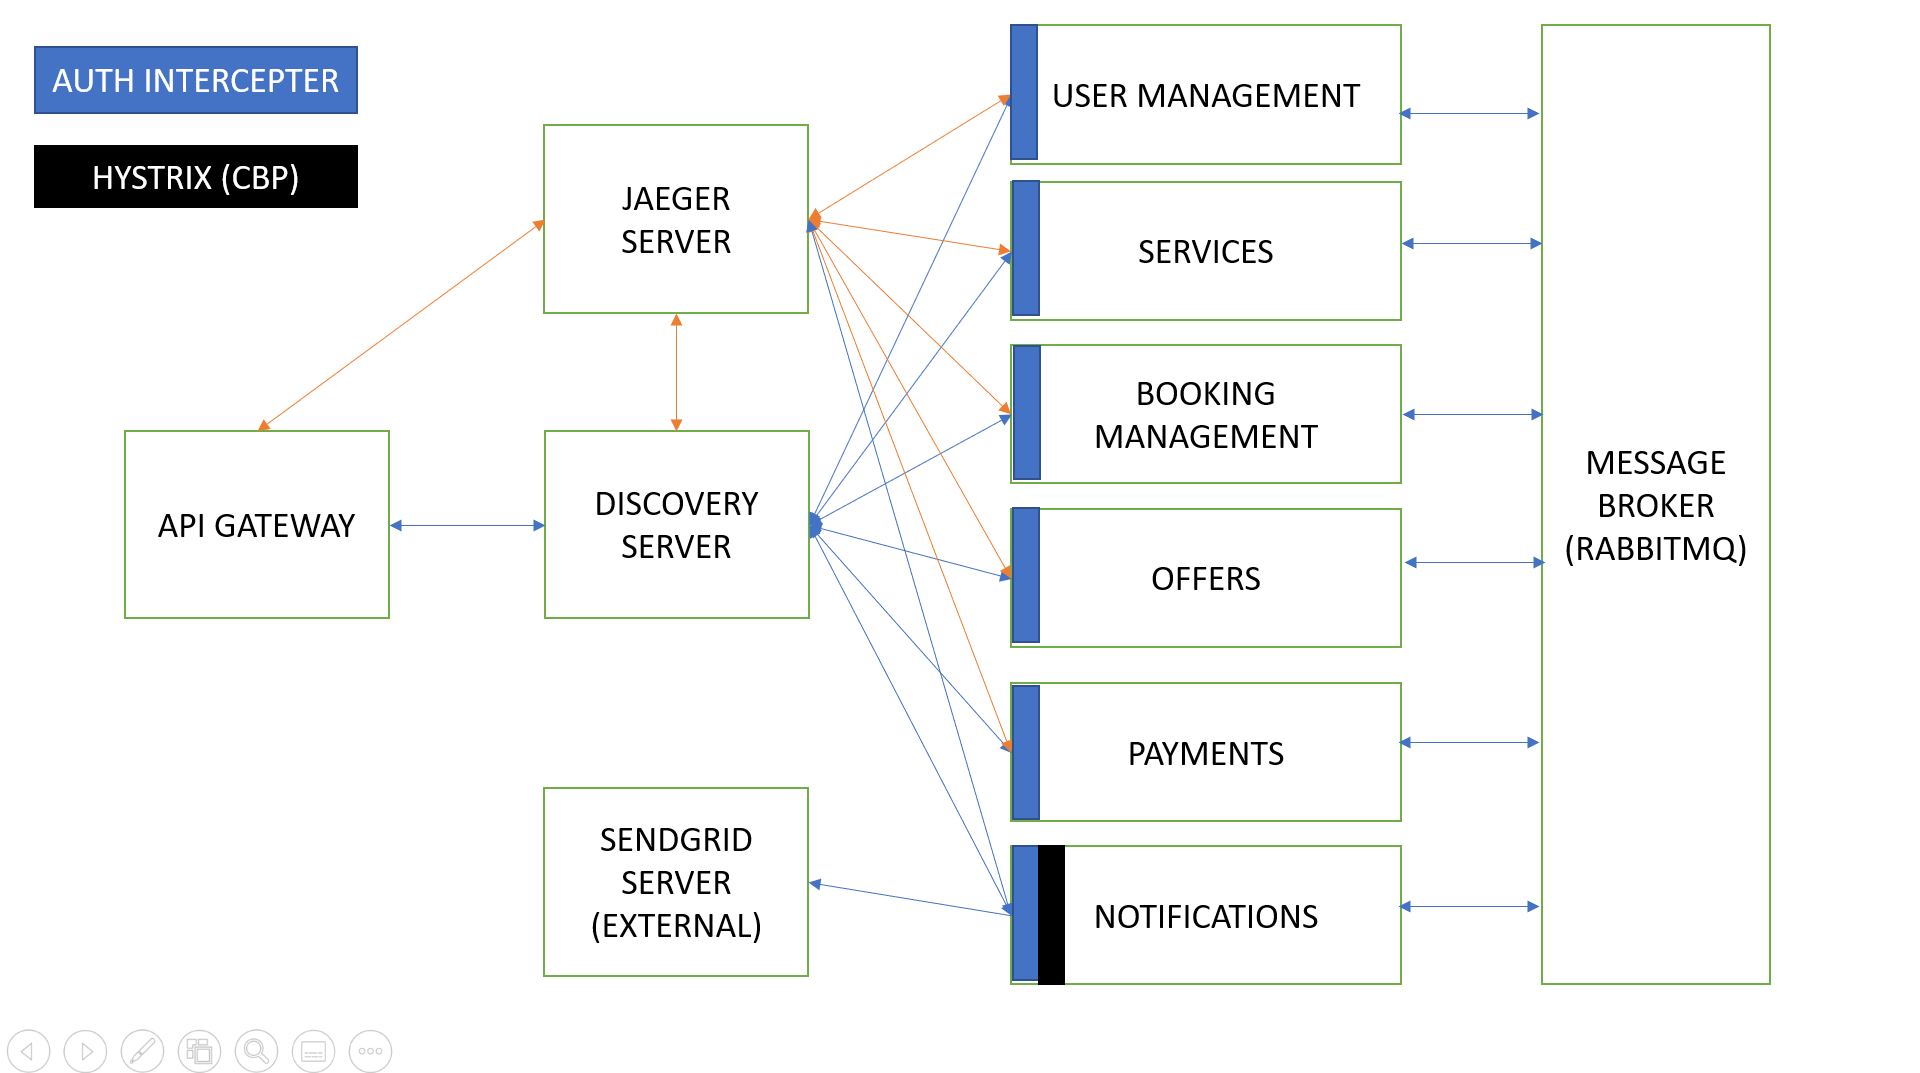 AUTH INTERCEPTER
HYSTRIX (CBP)
JAEGER
SERVER
API GATEWAY
DISCOVERY
SERVER
SENDGRID
SERVER
(EXTERNAL)
USER MANAGEMENT
SERVICES
BOOKING
MANAGEMENT
OFFERS
PAYMENTS
NOTIFICATIONS
MESSAGE
BROKER
(RABBITMQ)